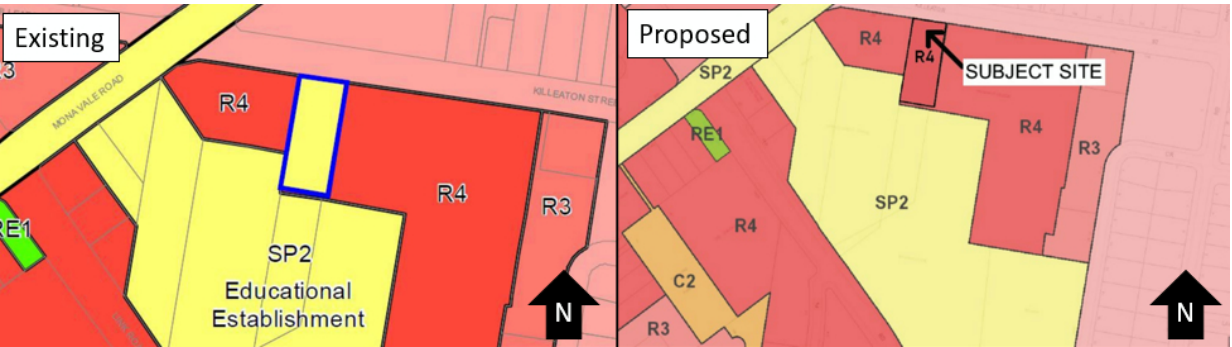 Existing
R3
MONA VALE ROAD
R4
KILLEATON STREET
R4
R3
RE1
SP2
Educational
Establishment
N
Proposed
R4
R4
SUBJECT SITE
SP2
RE1
R4
R3
SP2
R4
C2
R3
N